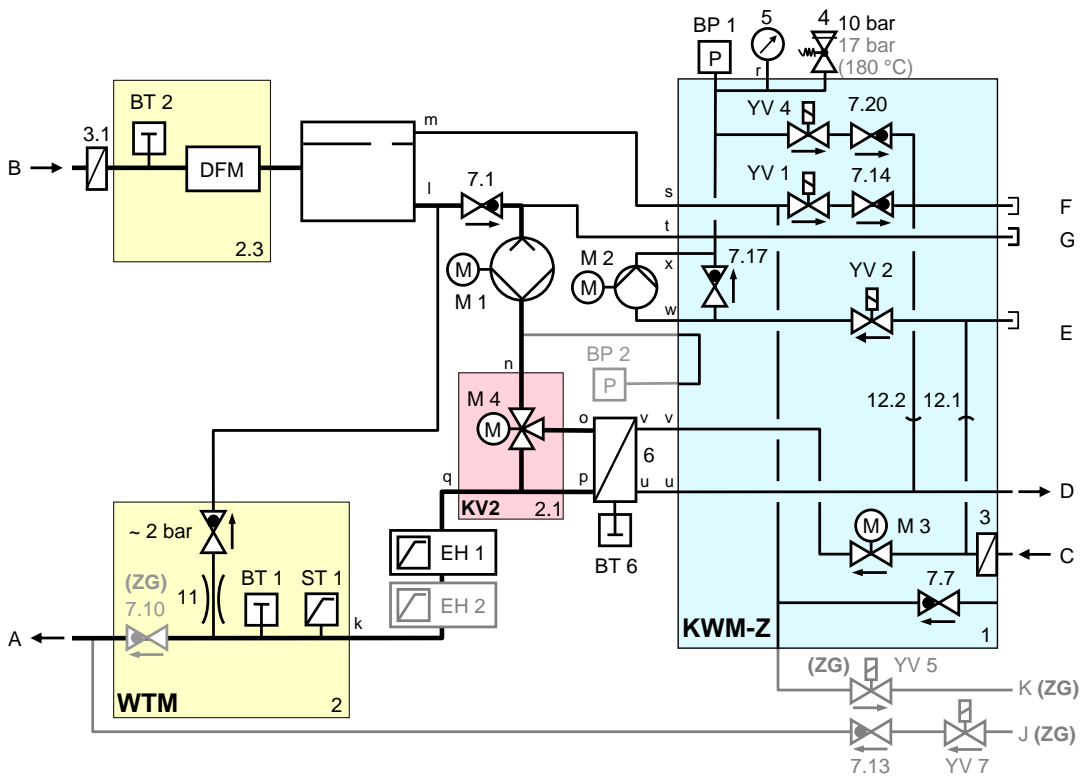 BP 1
5
4
10 bar
17 bar
(180 °C)
P
r
BT 2
3.1
B
DFM
2.3
m
l
7.1
YV 4
7.20
YV 1
7.14
s
F
t
G
M
M 1
M 2
M
x
7.17
YV 2
w
E
n
BP 2
P
12.2
12.1
M 4
M
o
v
v
6
q
p
u
u
D
KV2
2.1
~ 2 bar
EH 1
BT 6
M
M 3
3
C
(ZG)
7.10
11
BT 1
ST 1
EH 2
7.7
A
k
KWM-Z
1
WTM
2
(ZG)
YV 5
K (ZG)
J (ZG)
7.13
YV 7